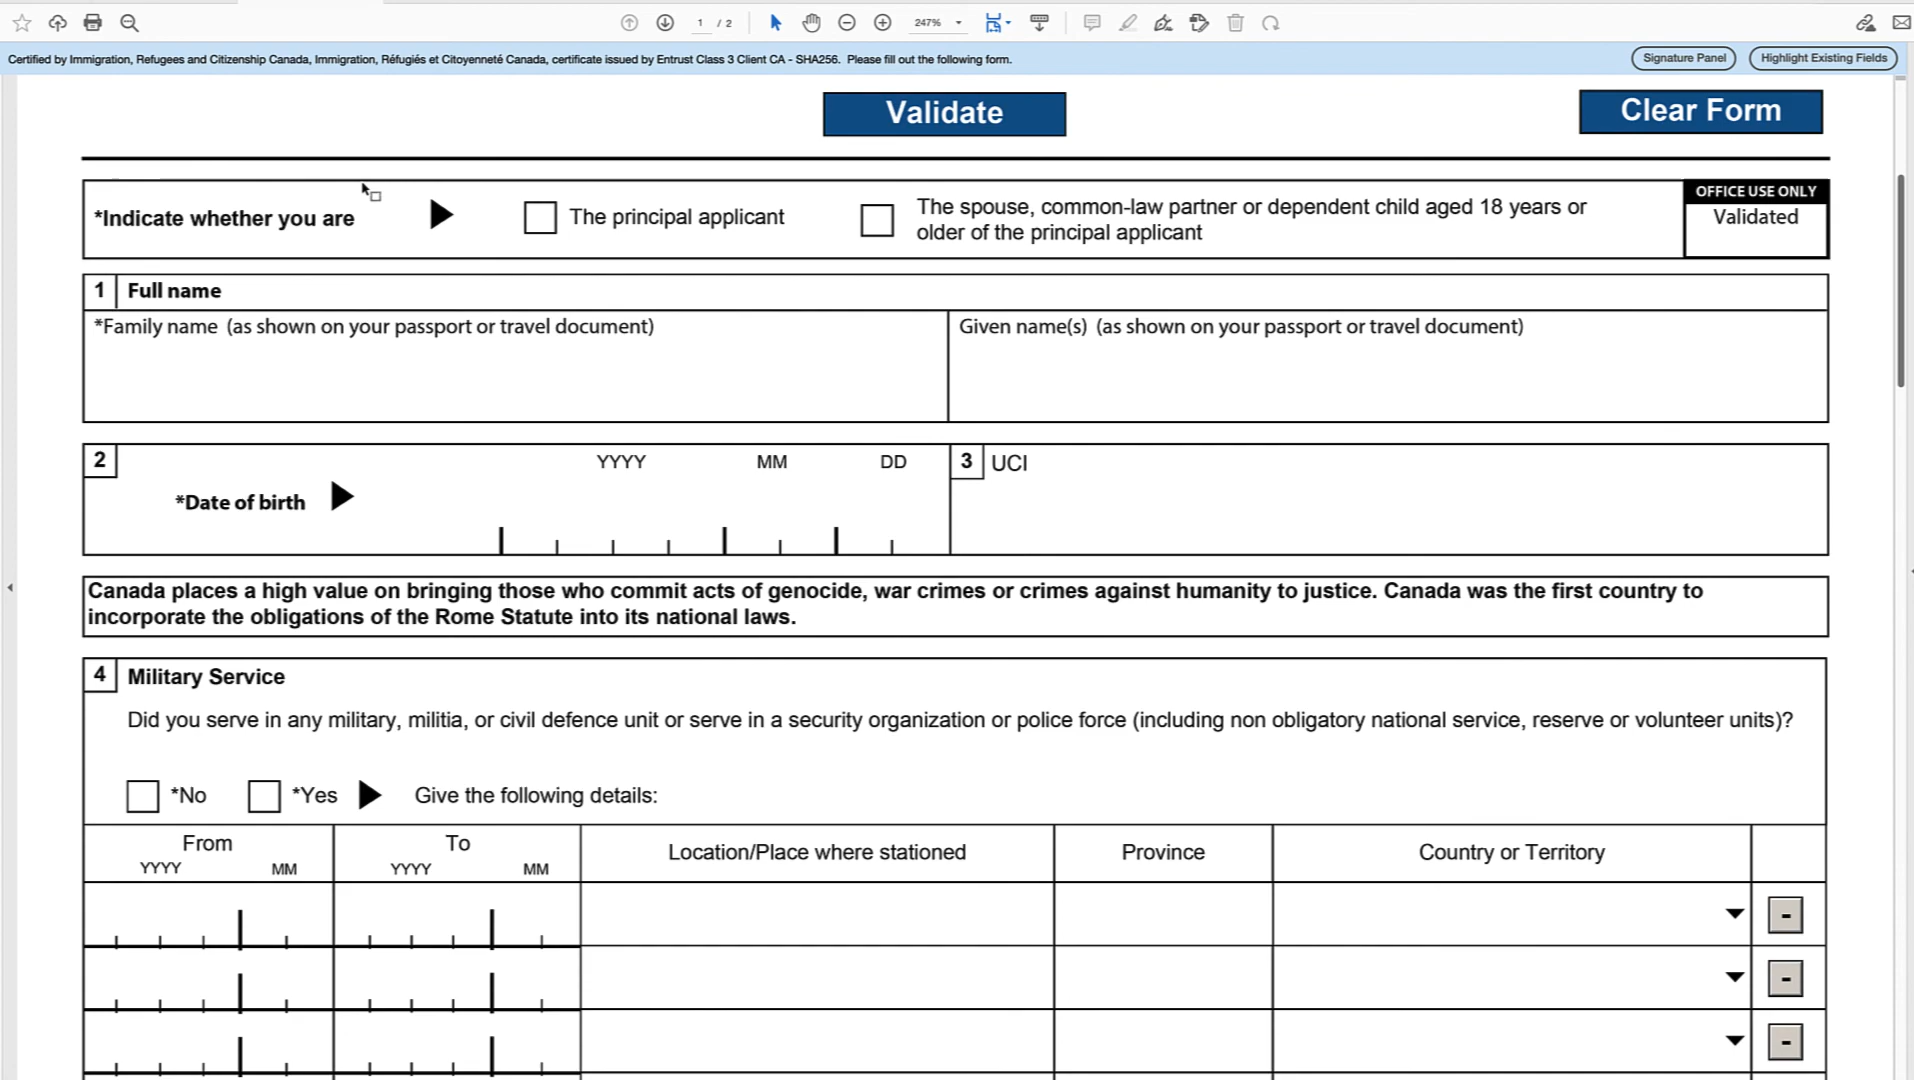 1 / 2
247%
Certified by Immigration, Refugees and Citizenship Canada, Immigration, Réfugiés et Citoyenneté Canada, certificate issued by Entrust Class 3 Client CA - SHA256. Please fill out the following form.
Signature Panel
Highlight Existing Fields
Validate
Clear Form
*Indicate whether you are
The principal applicant
The spouse, common-law partner or dependent child aged 18 years or
older of the principal applicant
OFFICE USE ONLY
Validated
1 Full name
*Family name (as shown on your passport or travel document)
Given name(s) (as shown on your passport or travel document)
2
YYYY MM DD
*Date of birth
3 UCI
Canada places a high value on bringing those who commit acts of genocide, war crimes or crimes against humanity to justice. Canada was the first country to
incorporate the obligations of the Rome Statute into its national laws.
4 Military Service
Did you serve in any military, militia, or civil defence unit or serve in a security organization or police force (including non obligatory national service, reserve or volunteer units)?
*No *Yes Give the following details:
From To Location/Place where stationed Province Country or Territory
YYYY MM YYYY MM
-
-
-